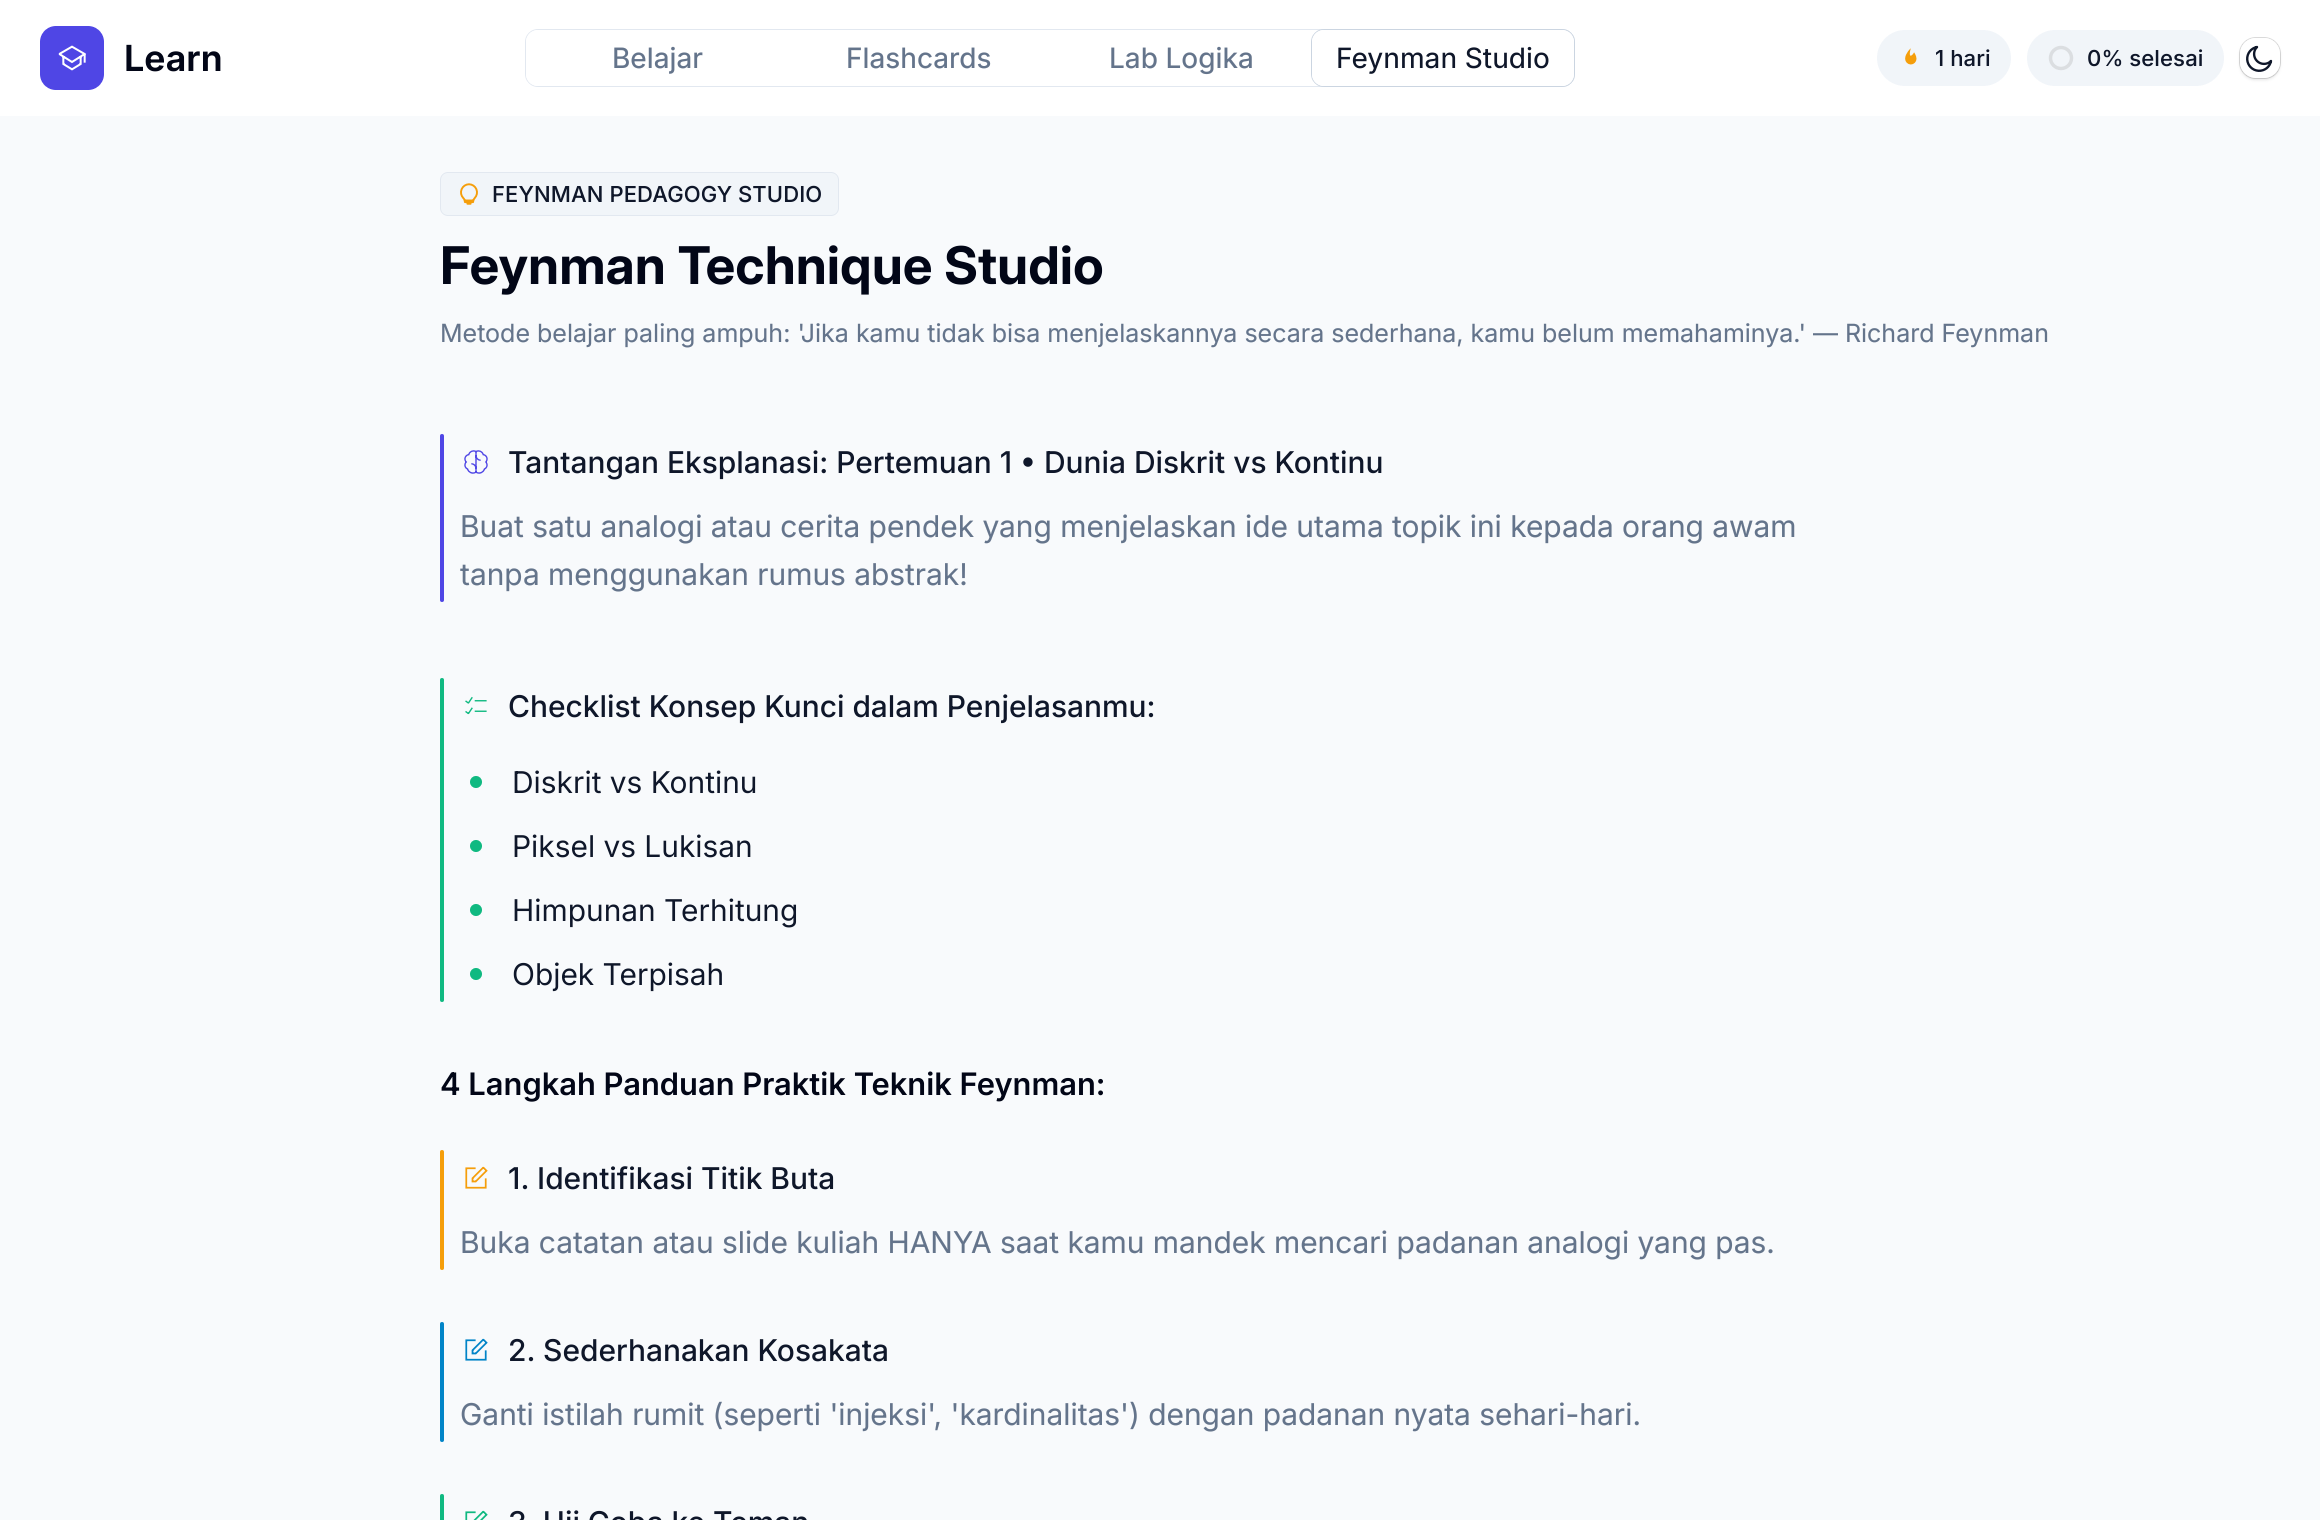 Learn
Belajar
Flashcards
Lab Logika
Feynman Studio
1 hari
0% selesai
FEYNMAN PEDAGOGY STUDIO
Feynman Technique Studio
Metode belajar paling ampuh: 'Jika kamu tidak bisa menjelaskannya secara sederhana, kamu belum memahaminya.' — Richard Feynman
Tantangan Eksplanasi: Pertemuan 1 • Dunia Diskrit vs Kontinu
Buat satu analogi atau cerita pendek yang menjelaskan ide utama topik ini kepada orang awam
tanpa menggunakan rumus abstrak!
Checklist Konsep Kunci dalam Penjelasanmu:
Diskrit vs Kontinu
Piksel vs Lukisan
Himpunan Terhitung
Objek Terpisah
4 Langkah Panduan Praktik Teknik Feynman:
1. Identifikasi Titik Buta
Buka catatan atau slide kuliah HANYA saat kamu mandek mencari padanan analogi yang pas.
2. Sederhanakan Kosakata
Ganti istilah rumit (seperti 'injeksi', 'kardinalitas') dengan padanan nyata sehari-hari.
3. Uji Coba ke Teman